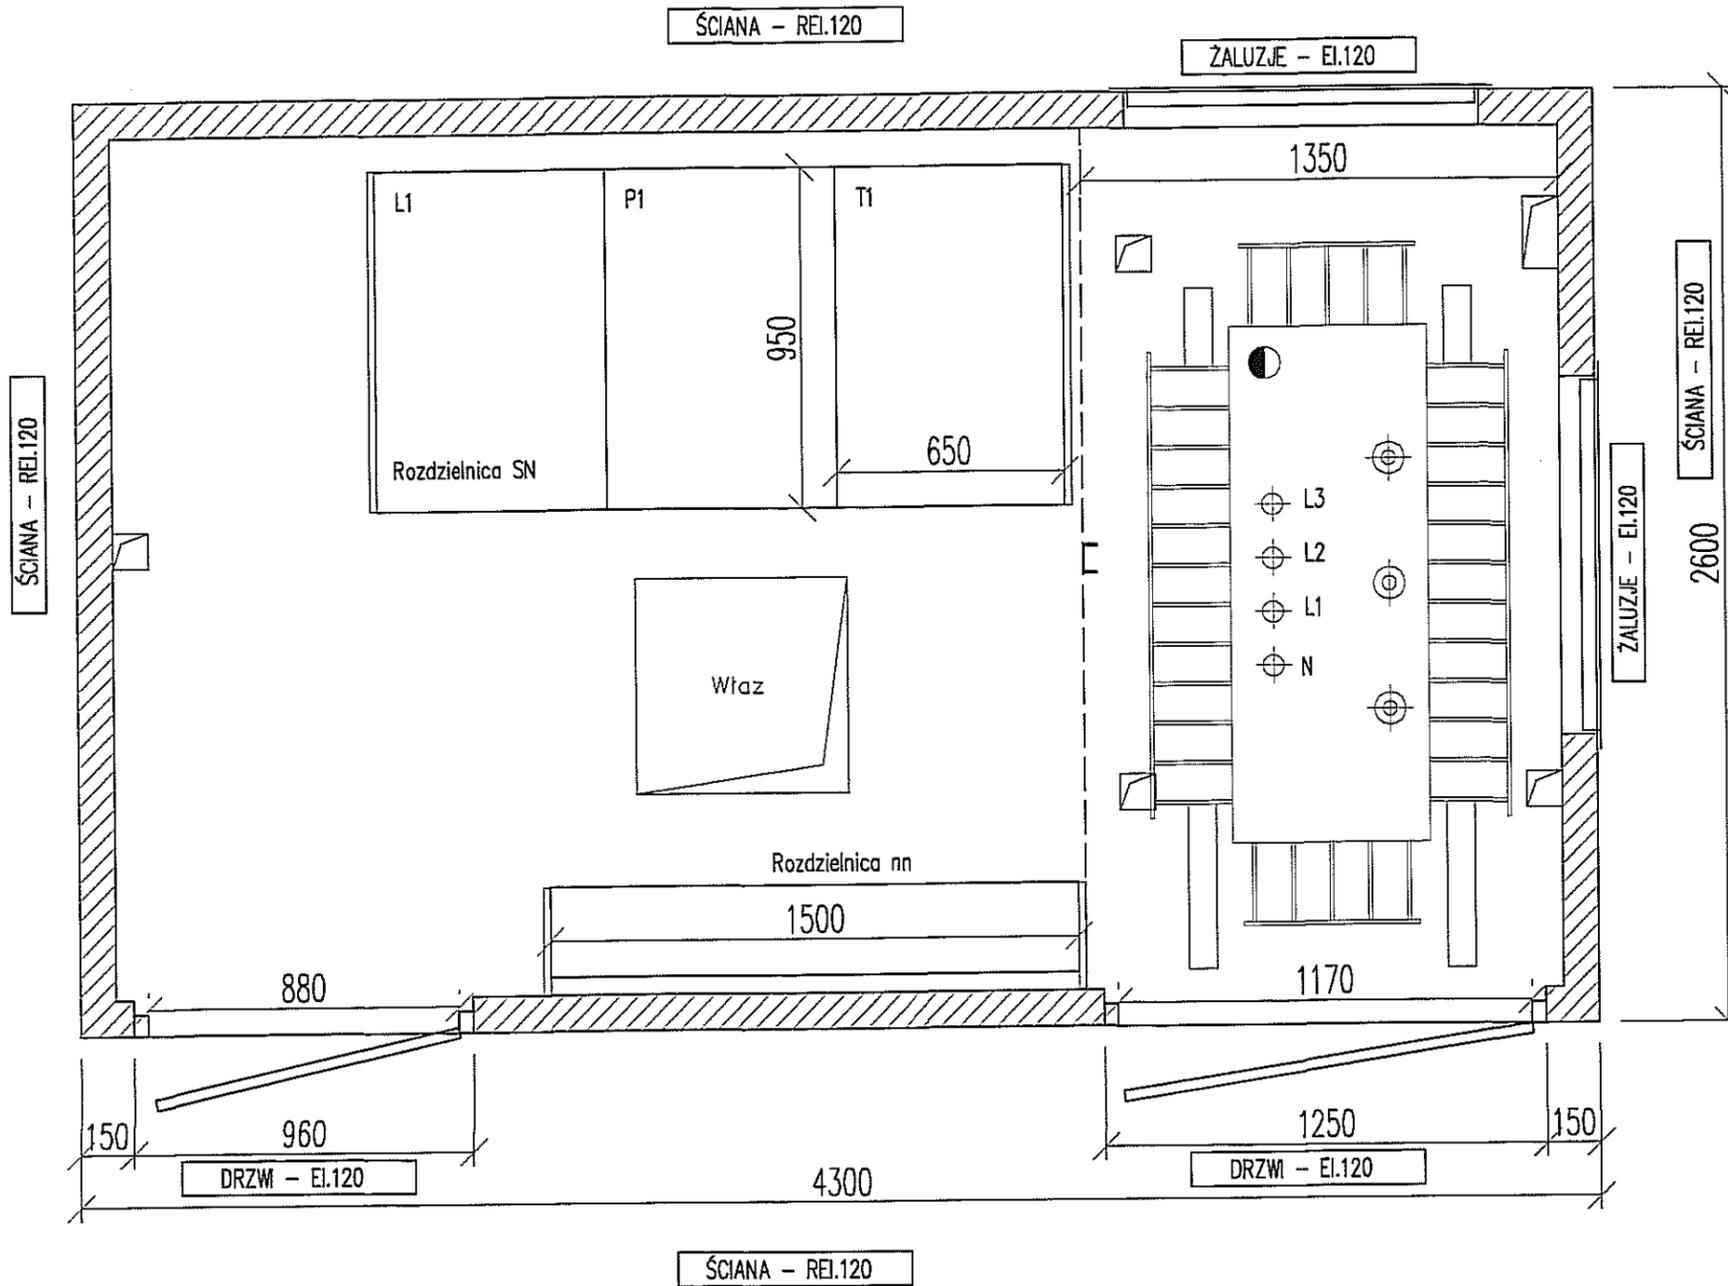 ŚCIANA - REI.120
ŻALUZJE - EI.120
1350
L1
P1
T1
950
650
Rozdzielnica SN
ŚCIANA - REI.120
ŚCIANA - REI.120
2600
ŻALUZJE - EI.120
L3
L2
L1
N
Właz
Rozdzielnica nn
1500
880
1170
150
960
1250
150
DRZWI - EI.120
DRZWI - EI.120
4300
ŚCIANA - REI.120